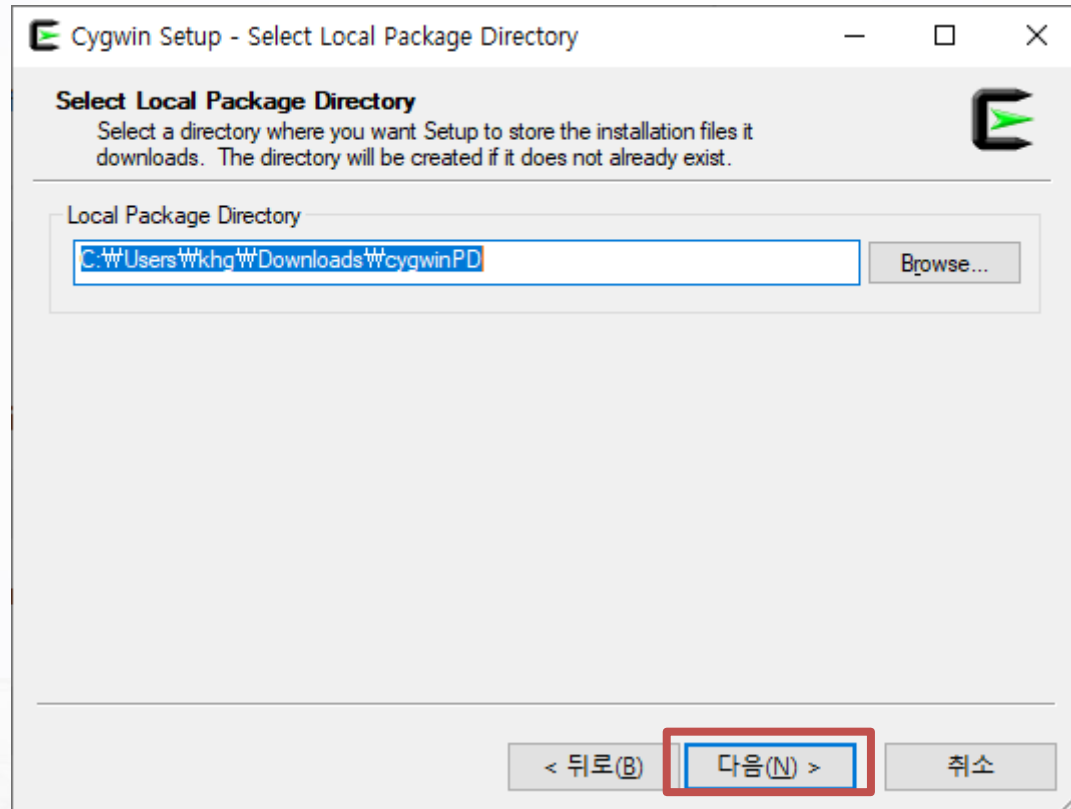 Cygwin Setup - Select Local Package Directory
Select Local Package Directory
Select a directory where you want Setup to store the installation files it
downloads. The directory will be created if it does not already exist.
Local Package Directory
C:₩Users₩khg₩Downloads₩cygwinPD
Browse...
< 뒤로(B)
다음(N) >
취소